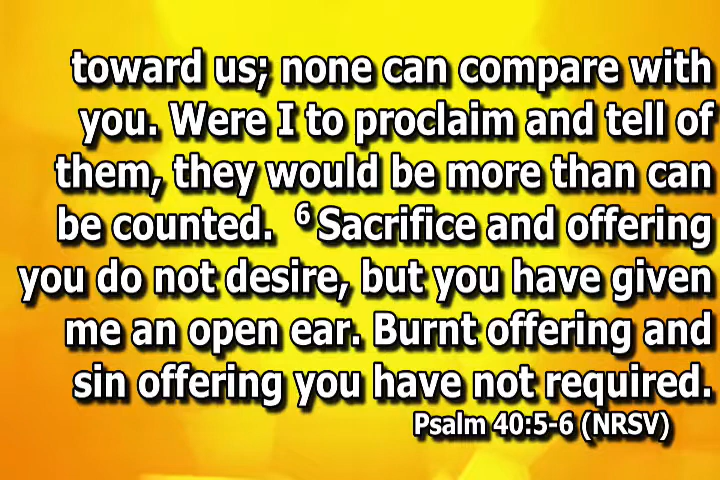 toward us; none can compare with
you. Were I to proclaim and tell of
them, they would be more than can
be counted. 6 Sacrifice and offering
you do not desire, but you have given
me an open ear. Burnt offering and
sin offering you have not required.
Psalm 40:5-6 (NRSV)